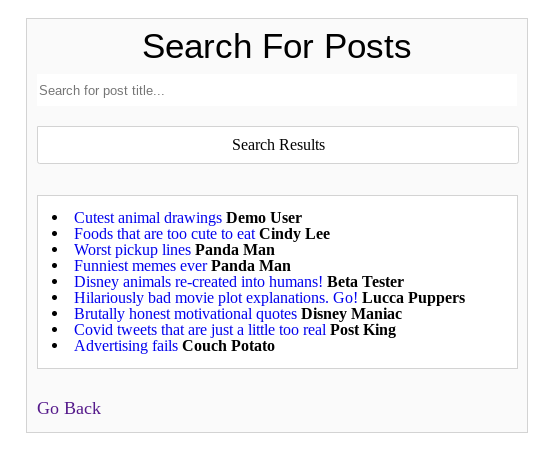 Search For Posts
Search for post title...
Search Results
Cutest animal drawings Demo User
Foods that are too cute to eat Cindy Lee
Worst pickup lines Panda Man
Funniest memes ever Panda Man
Disney animals re-created into humans! Beta Tester
Hilariously bad movie plot explanations. Go! Lucca Puppers
Brutally honest motivational quotes Disney Maniac
Covid tweets that are just a little too real Post King
Advertising fails Couch Potato
Go Back